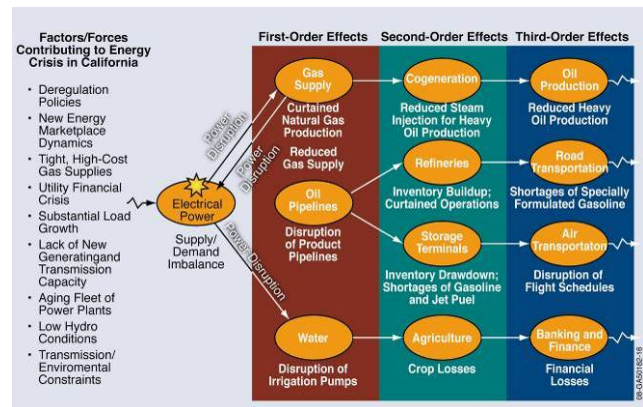 Factors/Forces
Contributing to Energy
Crisis in California
• Deregulation
Policies
• New Energy
Marketplace
Dynamics
• Tight, High-Cost
Gas Supplies
• Utility Financial
Crisis
• Substantial Load
Growth
• Lack of New
Generatingand
Transmission
Capacity
• Aging Fleet of
Power Plants
• Low Hydro
Conditions
• Transmission/
Enviromental
Constraints
Electrical
Power
Supply/
Demand
Imbalance
Power
Disruption
Power
Disruption
Power Disruption
First-Order Effects
Gas
Supply
Curtained
Natural Gas
Production
Reduced
Gas Supply
Oil
Pipelines
Disruption
of Product
Pipelines
Water
Disruption of
Irrigation Pumps
Second-Order Effects
Cogeneration
Reduced Steam
Injection for Heavy
Oil Production
Refineries
Inventory Buildup;
Curtained Operations
Storage
Terminals
Inventory Drawdown;
Shortages of Gasoline
and Jet Puel
Agriculture
Crop Losses
Third-Order Effects
Oil
Production
Reduced Heavy
Oil Production
Road
Transportation
Shortages of Specially
Formulated Gasoline
Air
Transportaton
Disruption of
Flight Schedules
Banking and
Finance
Financial
Losses
08-GA50182-16